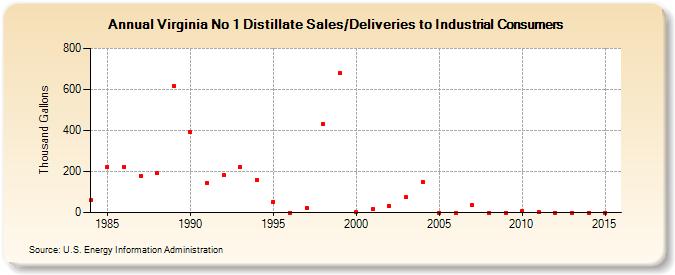 Annual Virginia No 1 Distillate Sales/Deliveries to Industrial Consumers
Thousand Gallons
800
600
400
200
0
1985 1990 1995 2000 2005 2010 2015
Source: U.S. Energy Information Administration